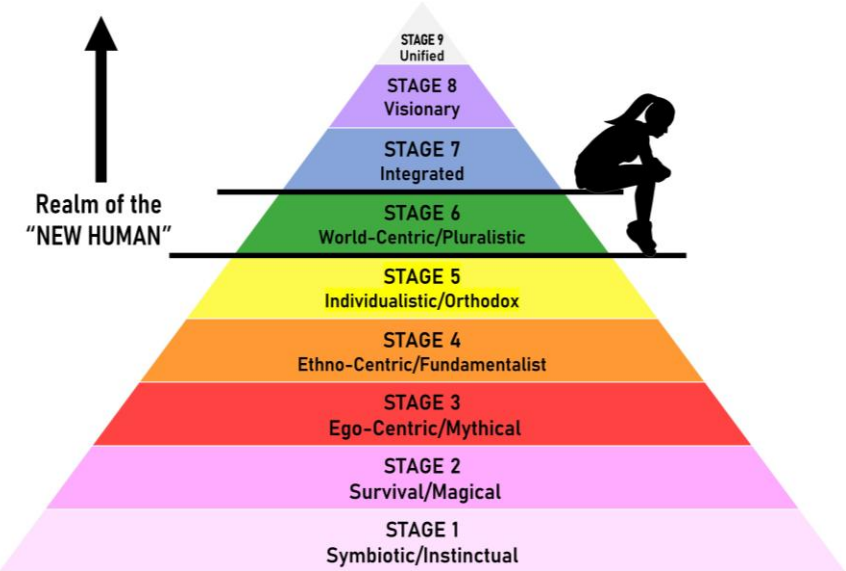 STAGE 9
Unified
STAGE 8
Visionary
STAGE 7
Integrated
Realm of the
“NEW HUMAN”
STAGE 6
World-Centric/Pluralistic
STAGE 5
Individualistic/Orthodox
STAGE 4
Ethno-Centric/Fundamentalist
STAGE 3
Ego-Centric/Mythical
STAGE 2
Survival/Magical
STAGE 1
Symbiotic/Instinctual